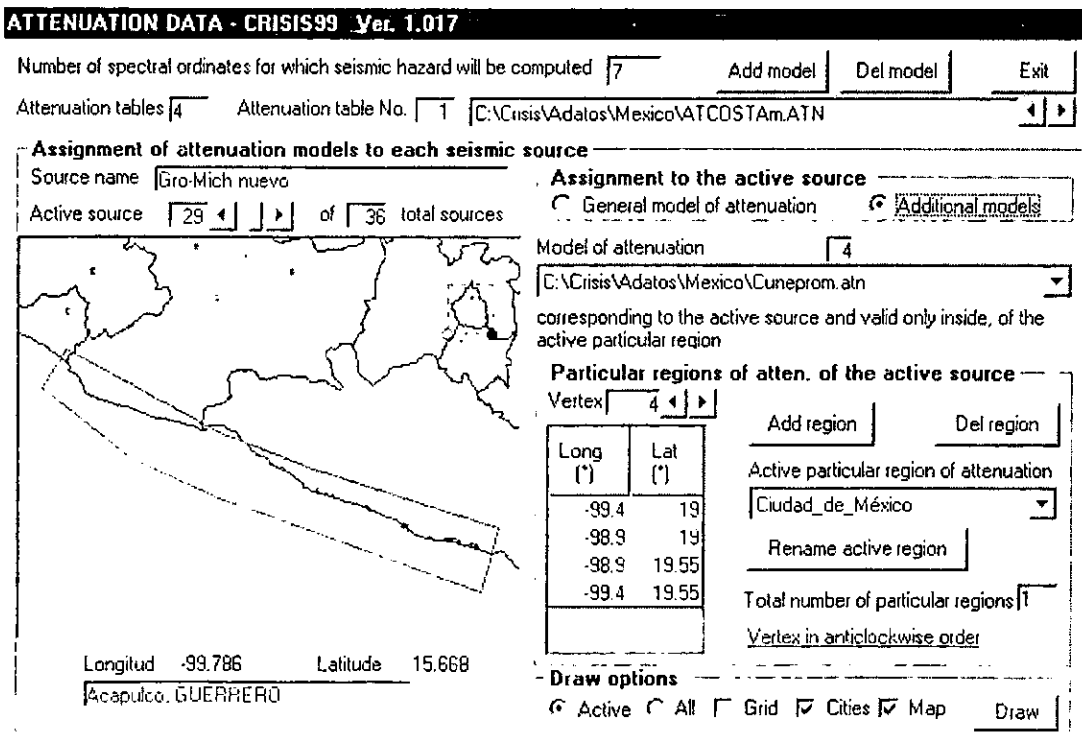 ATTENUATION DATA - CRISIS99 Ver. 1.017
Number of spectral ordinates for which seismic hazard will be computed 7 Add model Del model Exit
Attenuation tables 4 Attenuation table No. 1 C:\Crisis\Adatos\Mexico\ATCOSTAm.ATN
Assignment of attenuation models to each seismic source
Source name Gro-Mich nuevo
Active source 29 of 36 total sources
Assignment to the active source
General model of attenuation Additional models
Model of attenuation 4
C:\Crisis\Adatos\Mexico\Cuneprom.atn
corresponding to the active source and valid only inside, of the
active particular region
Particular regions of atten. of the active source
Vertex 4
Add region Del region
Long (°) Lat (°)
-99.4 19
-98.9 19
-98.9 19.55
-99.4 19.55
Active particular region of attenuation
Ciudad_de_México
Rename active region
Total number of particular regions 1
Vertex in anticlockwise order
Longitud -99.786 Latitude 15.668
Acapulco, GUERRERO
Draw options
Active All Grid Cities Map Draw